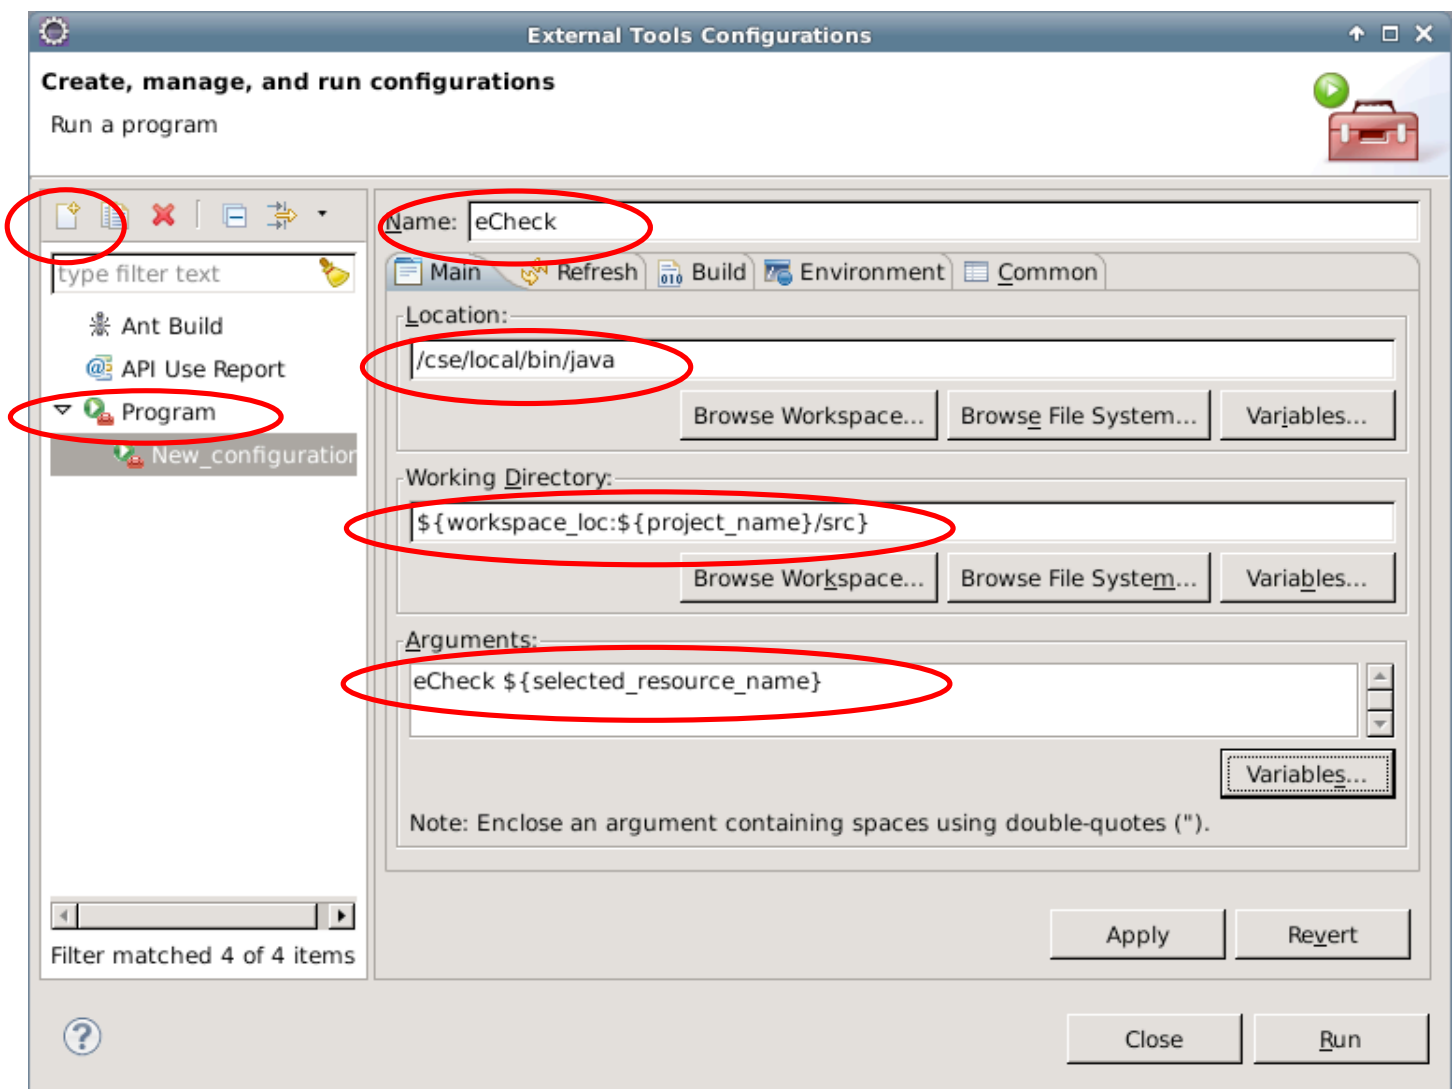 External Tools Configurations
Create, manage, and run configurations
Run a program
Name: eCheck
type filter text
Main Refresh Build Environment Common
Ant Build
API Use Report
Program
New_configuration
Location:
/cse/local/bin/java
Browse Workspace... Browse File System... Variables...
Working Directory:
${workspace_loc:${project_name}/src}
Browse Workspace... Browse File System... Variables...
Arguments:
eCheck ${selected_resource_name}
Variables...
Note: Enclose an argument containing spaces using double-quotes (").
Filter matched 4 of 4 items
Apply Revert
Close Run